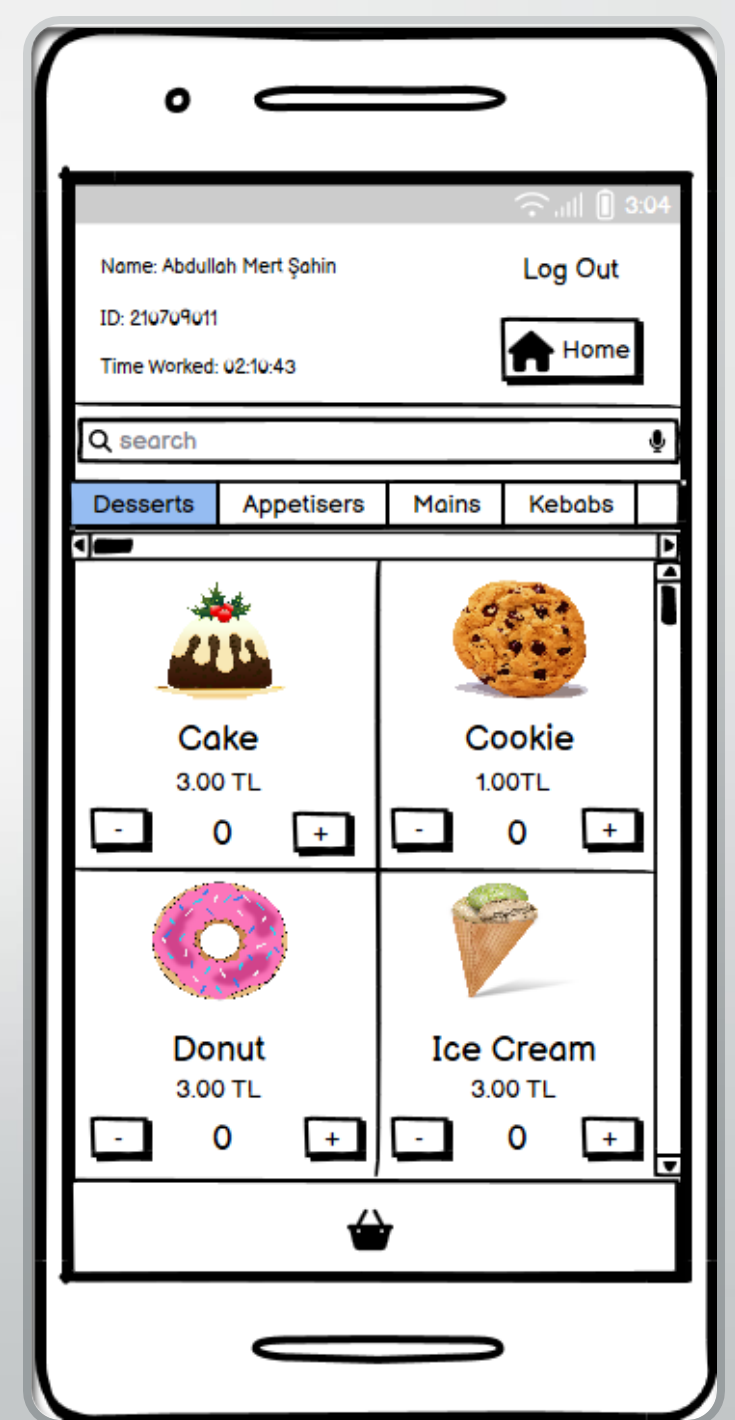 3:04
Name: Abdullah Mert Şahin
Log Out
ID: 210709011
Home
Time Worked: 02:10:43
search
Desserts Appetisers Mains Kebabs
Cake Cookie
3.00 TL 1.00TL
- 0 + - 0 +
Donut Ice Cream
3.00 TL 3.00 TL
- 0 + - 0 +